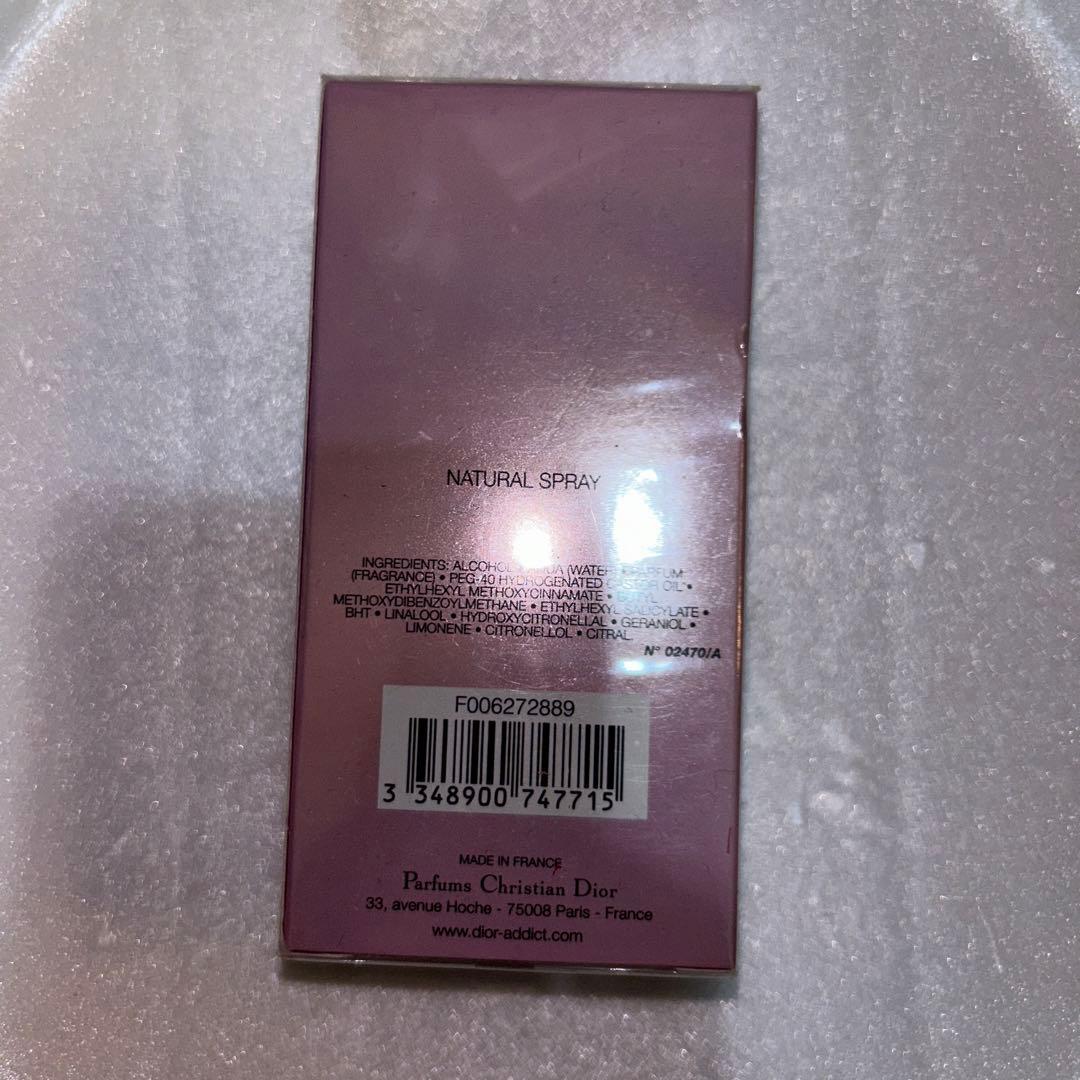 NATURAL SPRAY
INGREDIENTS: ALCOHOL • AQUA (WATER) • PARFUM
(FRAGRANCE) • PEG-40 HYDROGENATED CASTOR OIL •
ETHYLHEXYL METHOXYCINNAMATE • BUTYL
METHOXYDIBENZOYLMETHANE • ETHYLHEXYL SALICYLATE •
BHT • LINALOOL • HYDROXYCITRONELLAL • GERANIOL •
LIMONENE • CITRONELLOL • CITRAL
N° 02470/A
F006272889
3 348900 747715
MADE IN FRANCE
Parfums Christian Dior
33, avenue Hoche - 75008 Paris - France
www.dior-addict.com